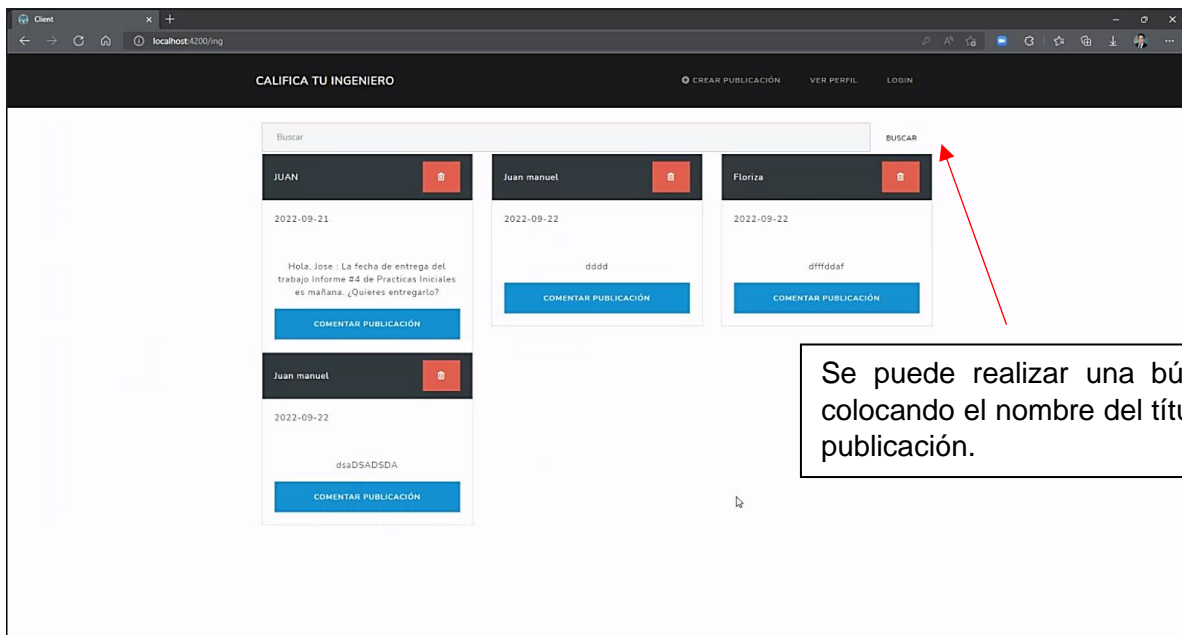 Client
localhost:4200/ing
CALIFICA TU INGENIERO
CREAR PUBLICACIÓN
VER PERFIL
LOGIN
Buscar
BUSCAR
JUAN
2022-09-21
Hola, Jose : La fecha de entrega del
trabajo Informe #4 de Practicas Iniciales
es mañana. ¿Quieres entregarlo?
COMENTAR PUBLICACIÓN
Juan manuel
2022-09-22
dddd
COMENTAR PUBLICACIÓN
Floriza
2022-09-22
dfffddaf
COMENTAR PUBLICACIÓN
Juan manuel
2022-09-22
dsaDSADSDA
COMENTAR PUBLICACIÓN
Se puede realizar una bú
colocando el nombre del títu
publicación.